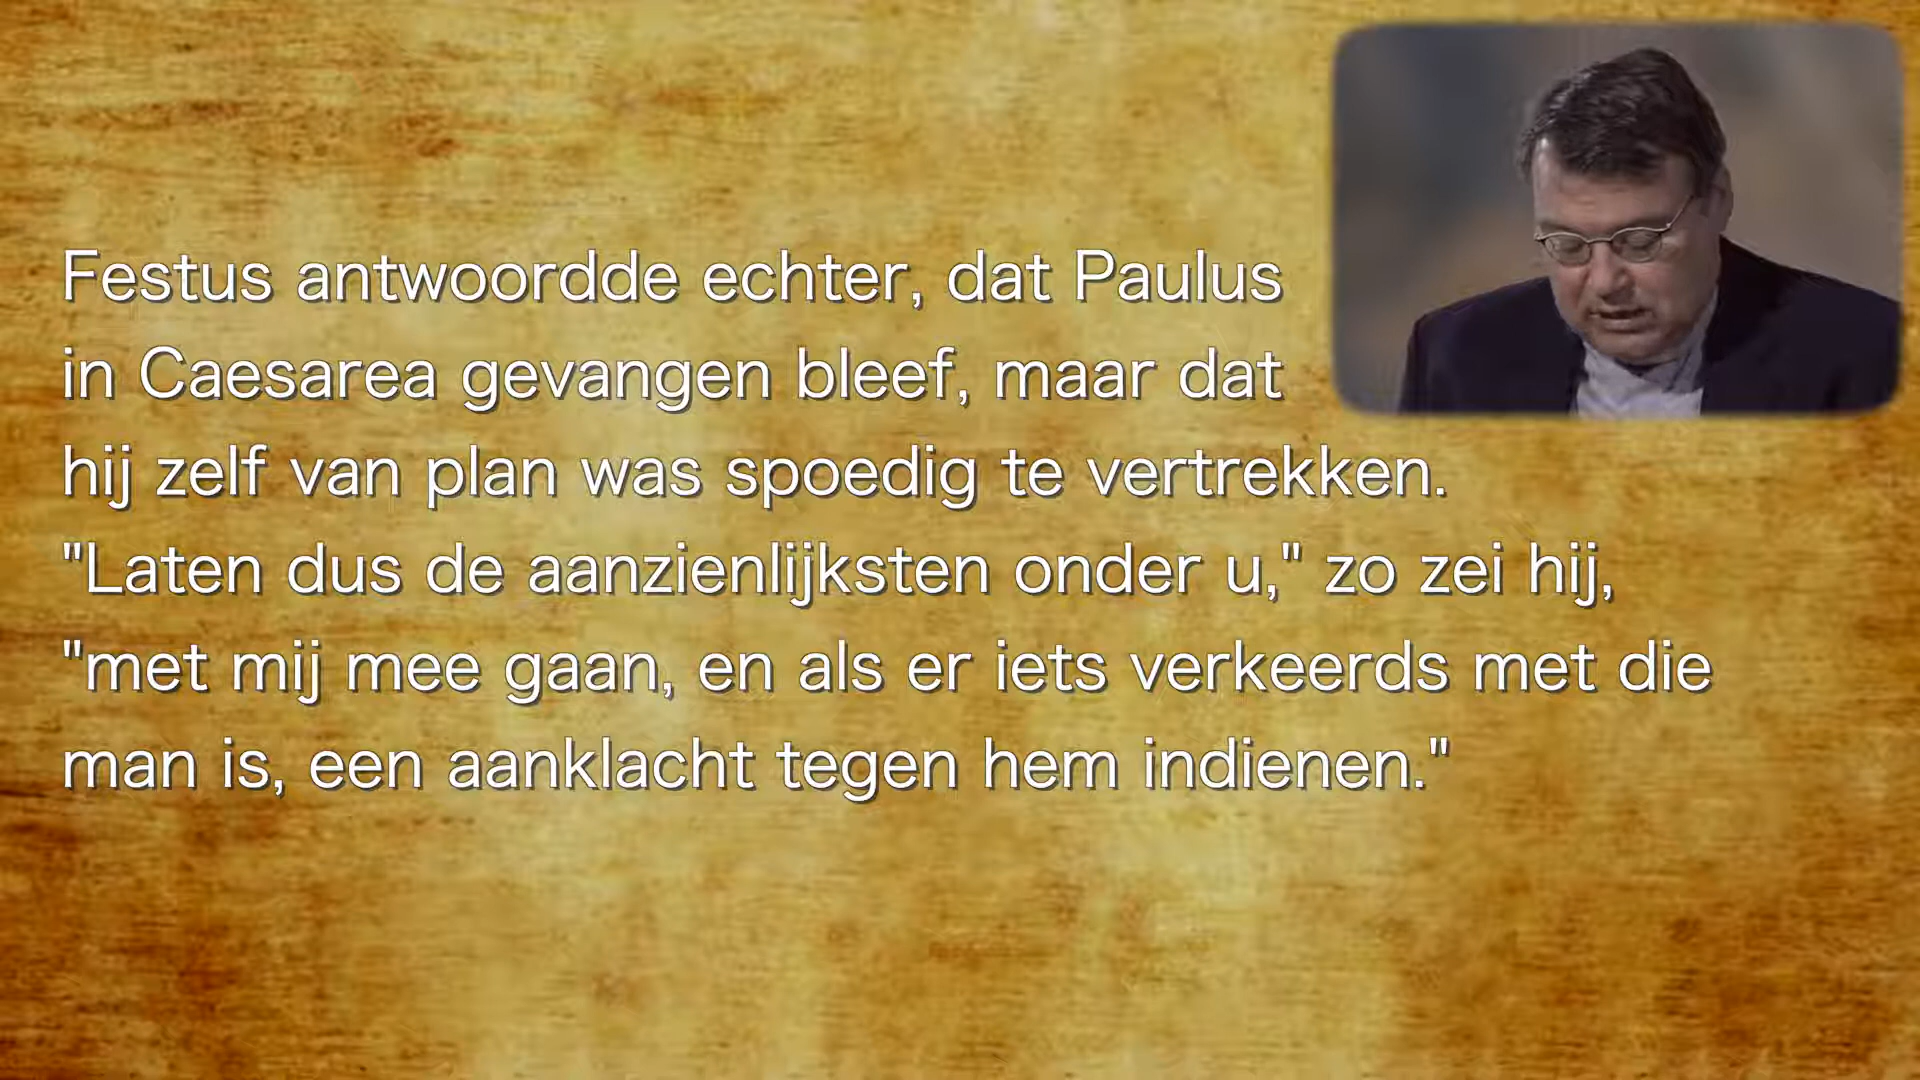 Festus antwoordde echter, dat Paulus
in Caesarea gevangen bleef, maar dat
hij zelf van plan was spoedig te vertrekken.
"Laten dus de aanzienlijksten onder u," zo zei hij,
"met mij mee gaan, en als er iets verkeerds met die
man is, een aanklacht tegen hem indienen."